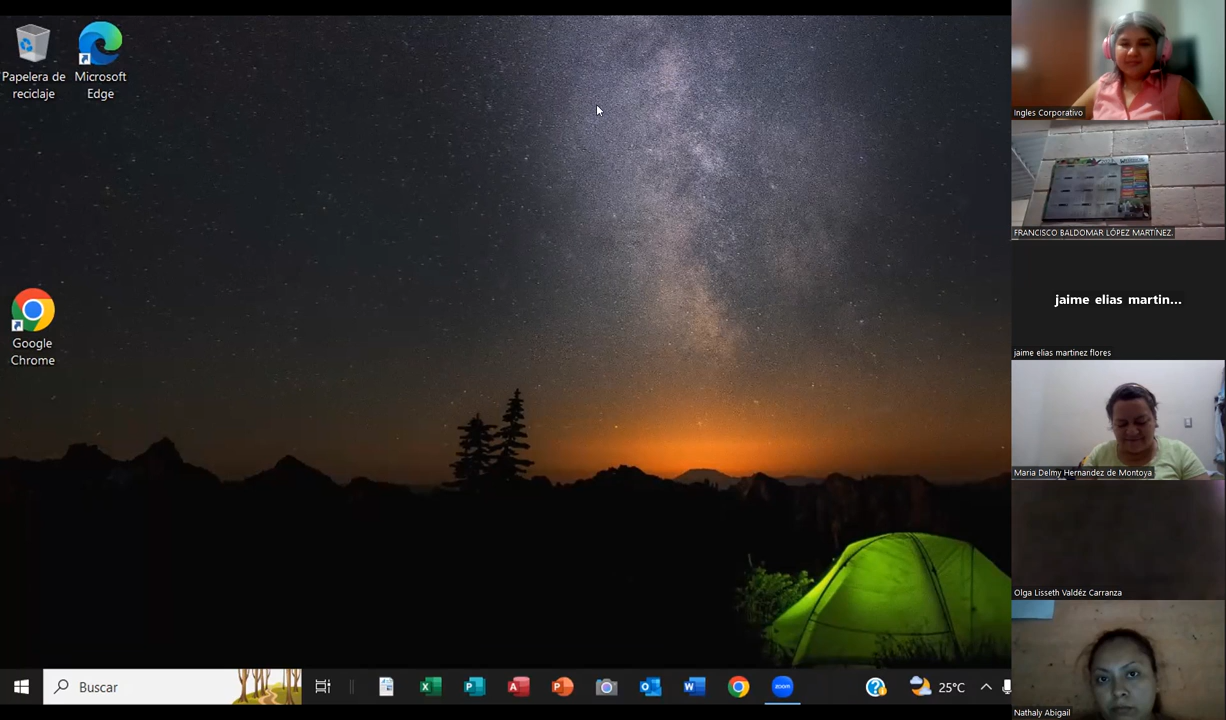 Papelera de
reciclaje
Microsoft
Edge
Google
Chrome
Buscar
zoom
25°C
Ingles Corporativo
FRANCISCO BALDOMAR LÓPEZ MARTÍNEZ.
jaime elias martin...
jaime elias martinez flores
Maria Delmy Hernandez de Montoya
Olga Lisseth Valdéz Carranza
Nathaly Abigail